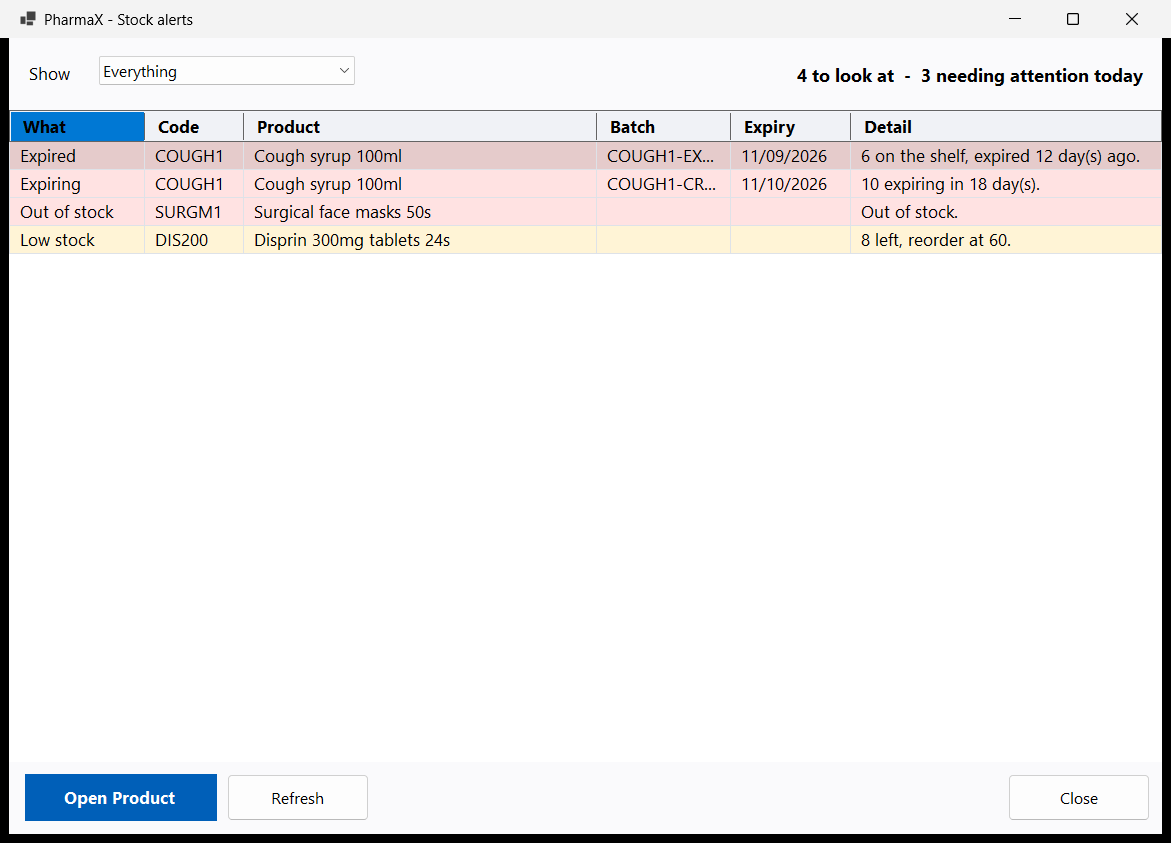 PharmaX - Stock alerts
Show Everything 4 to look at - 3 needing attention today
What Code Product Batch Expiry Detail
Expired COUGH1 Cough syrup 100ml COUGH1-EX... 11/09/2026 6 on the shelf, expired 12 day(s) ago.
Expiring COUGH1 Cough syrup 100ml COUGH1-CR... 11/10/2026 10 expiring in 18 day(s).
Out of stock SURGM1 Surgical face masks 50s Out of stock.
Low stock DIS200 Disprin 300mg tablets 24s 8 left, reorder at 60.
Open Product Refresh Close